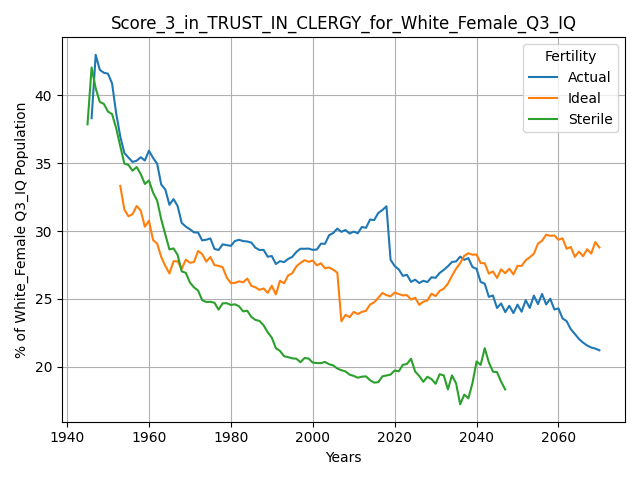 Score_3_in_TRUST_IN_CLERGY_for_White_Female_Q3_IQ
% of White_Female Q3_IQ Population
40
35
30
25
20
Fertility
Actual
Ideal
Sterile
1940 1960 1980 2000 2020 2040 2060
Years